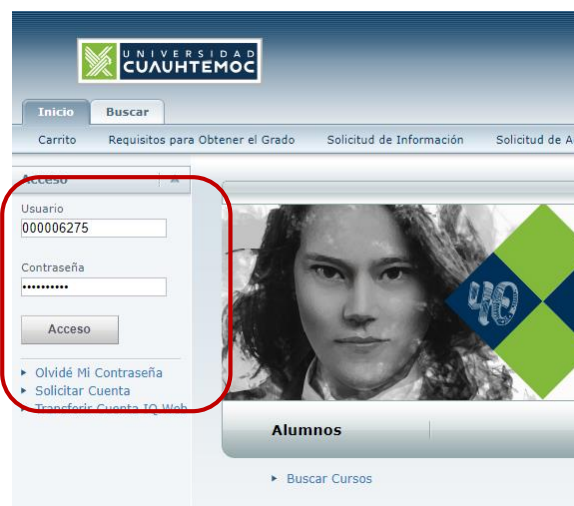 UNIVERSIDAD
CUAUHTEMOC
Inicio Buscar
Carrito Requisitos para Obtener el Grado Solicitud de Información Solicitud de A
Acceso
Usuario
000006275
Contraseña
••••••••••
Acceso
Olvidé Mi Contraseña
Solicitar Cuenta
Transferir Cuenta IQ Web
40
Alumnos
Buscar Cursos